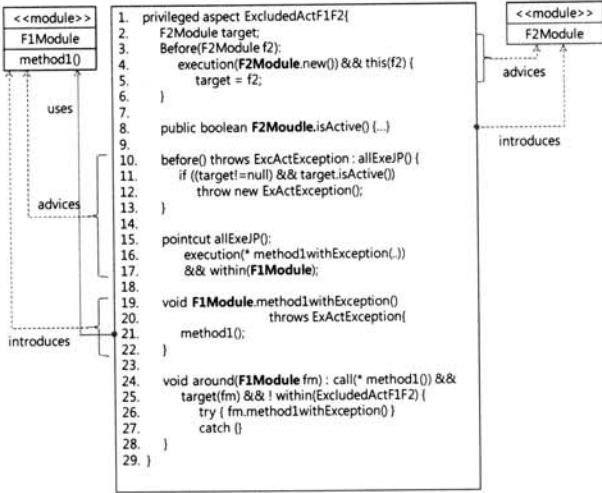 <<module>>
F1Module
method1()
uses
advices
introduces
1. privileged aspect ExcludedActF1F2{
2. F2Module target;
3. Before(F2Module f2):
4. execution(F2Module.new()) && this(f2) {
5. target = f2;
6. }
7.
8. public boolean F2Moudle.isActive() {...}
9.
10. before() throws ExcActException : allExeJP() {
11. if ((target!=null) && target.isActive())
12. throw new ExActException();
13. }
14.
15. pointcut allExeJP():
16. execution(* method1withException(..))
17. && within(F1Module);
18.
19. void F1Module.method1withException()
20. throws ExActException{
21. method1();
22. }
23.
24. void around(F1Module fm) : call(* method1()) &&
25. target(fm) && ! within(ExcludedActF1F2) {
26. try { fm.method1withException() }
27. catch {}
28. }
29. }
<<module>>
F2Module
advices
introduces